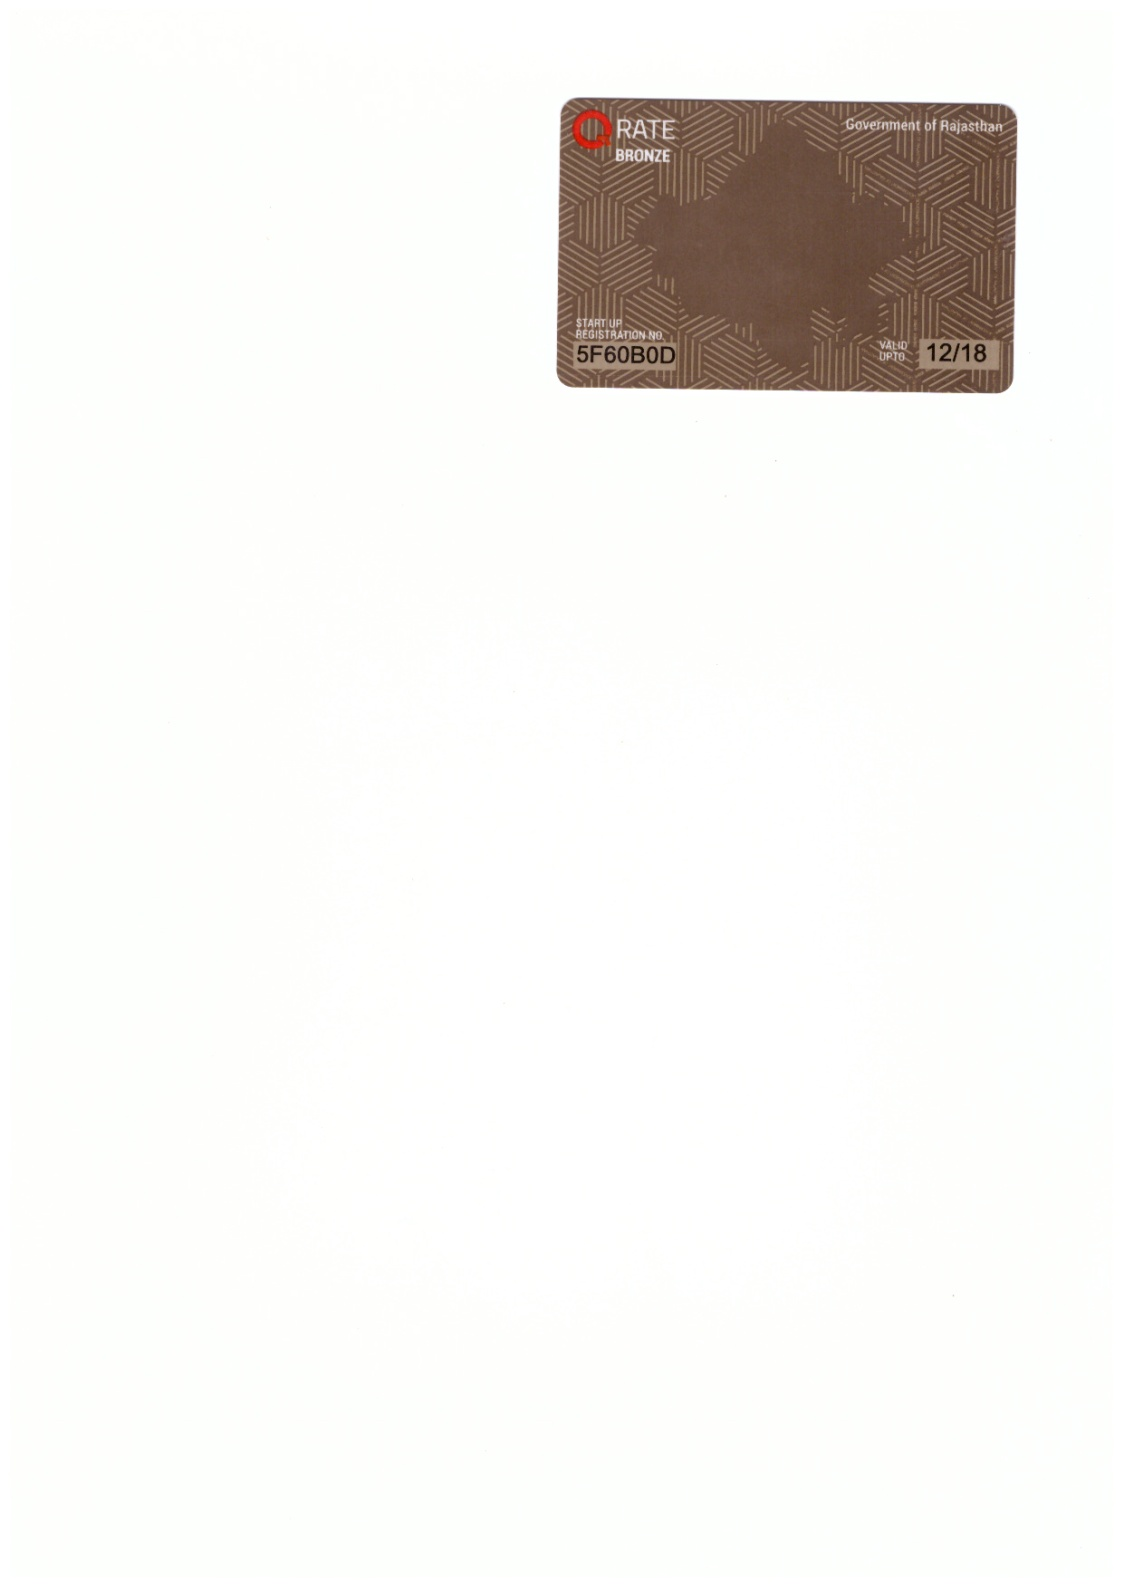 QRATE
BRONZE
Government of Rajasthan
START UP
REGISTRATION NO.
5F60B0D
VALID
UPTO
12/18